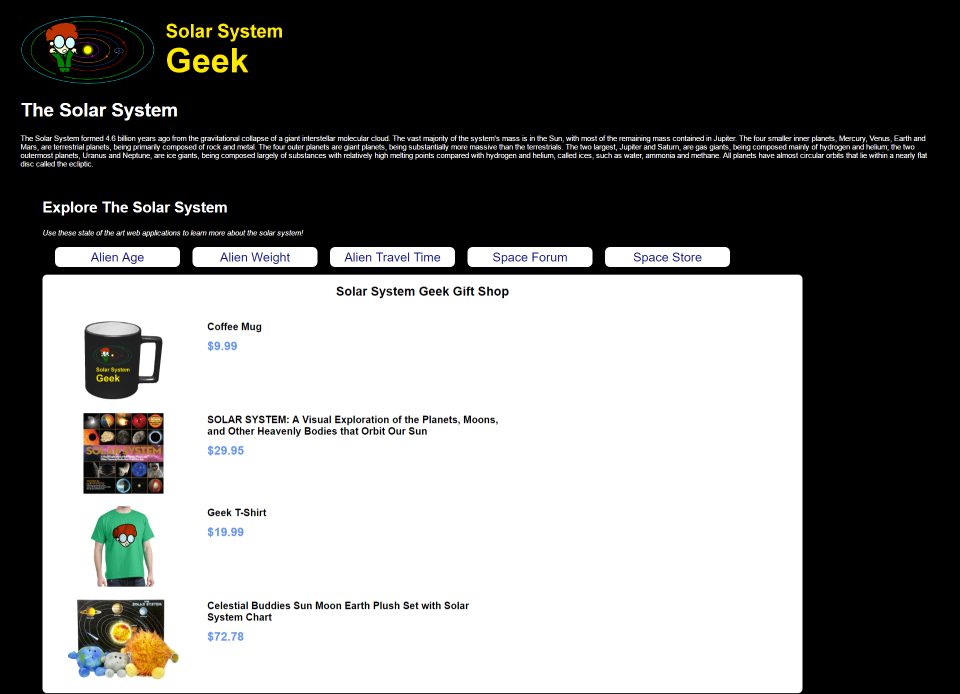 Solar System
Geek
The Solar System
The Solar System formed 4.6 billion years ago from the gravitational collapse of a giant interstellar molecular cloud. The vast majority of the system's mass is in the Sun, with most of the remaining mass contained in Jupiter. The four smaller inner planets, Mercury, Venus, Earth and
Mars, are terrestrial planets, being primarily composed of rock and metal. The four outer planets are giant planets, being substantially more massive than the terrestrials. The two largest, Jupiter and Saturn, are gas giants, being composed mainly of hydrogen and helium; the two
outermost planets, Uranus and Neptune, are ice giants, being composed largely of substances with relatively high melting points compared with hydrogen and helium, called ices, such as water, ammonia and methane. All planets have almost circular orbits that lie within a nearly flat
disc called the ecliptic.
Explore The Solar System
Use these state of the art web applications to learn more about the solar system!
Alien Age
Alien Weight
Alien Travel Time
Space Forum
Space Store
Solar System Geek Gift Shop
Solar System
Geek
Coffee Mug
$9.99
SOLAR SYSTEM
SOLAR SYSTEM: A Visual Exploration of the Planets, Moons,
and Other Heavenly Bodies that Orbit Our Sun
$29.95
Geek T-Shirt
$19.99
SOLAR SYSTEM
Celestial Buddies Sun Moon Earth Plush Set with Solar
System Chart
$72.78